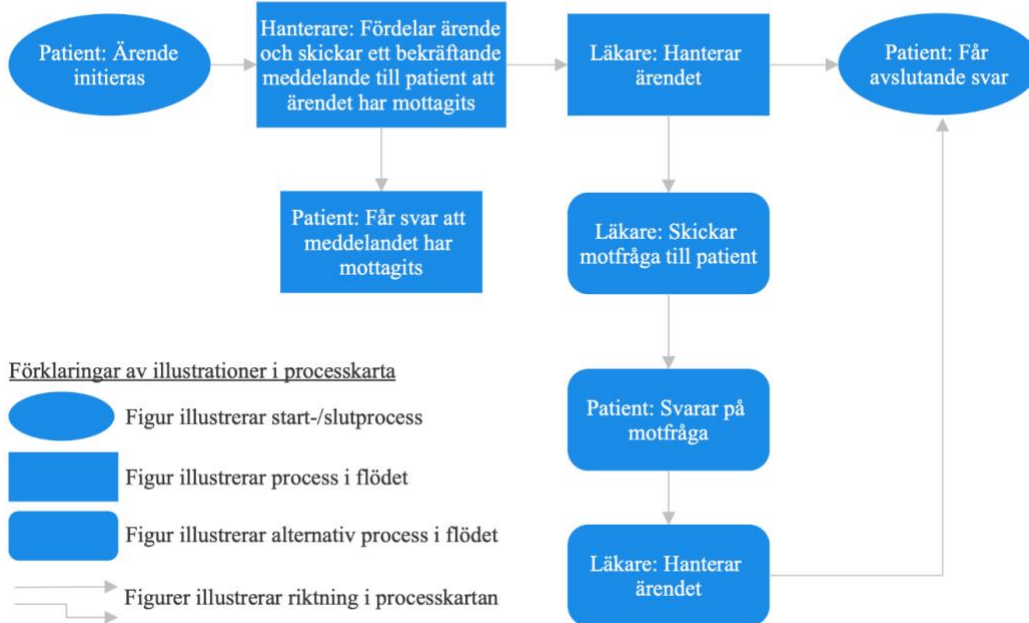 Patient: Ärende
initieras
Hanterare: Fördelar ärende
och skickar ett bekräftande
meddelande till patient att
ärendet har mottagits
Läkare: Hanterar
ärendet
Patient: Får
avslutande svar
Patient: Får svar att
meddelandet har
mottagits
Läkare: Skickar
motfråga till patient
Patient: Svarar på
motfråga
Läkare: Hanterar
ärendet
Förklaringar av illustrationer i processkarta
Figur illustrerar start-/slutprocess
Figur illustrerar process i flödet
Figur illustrerar alternativ process i flödet
Figurer illustrerar riktning i processkartan